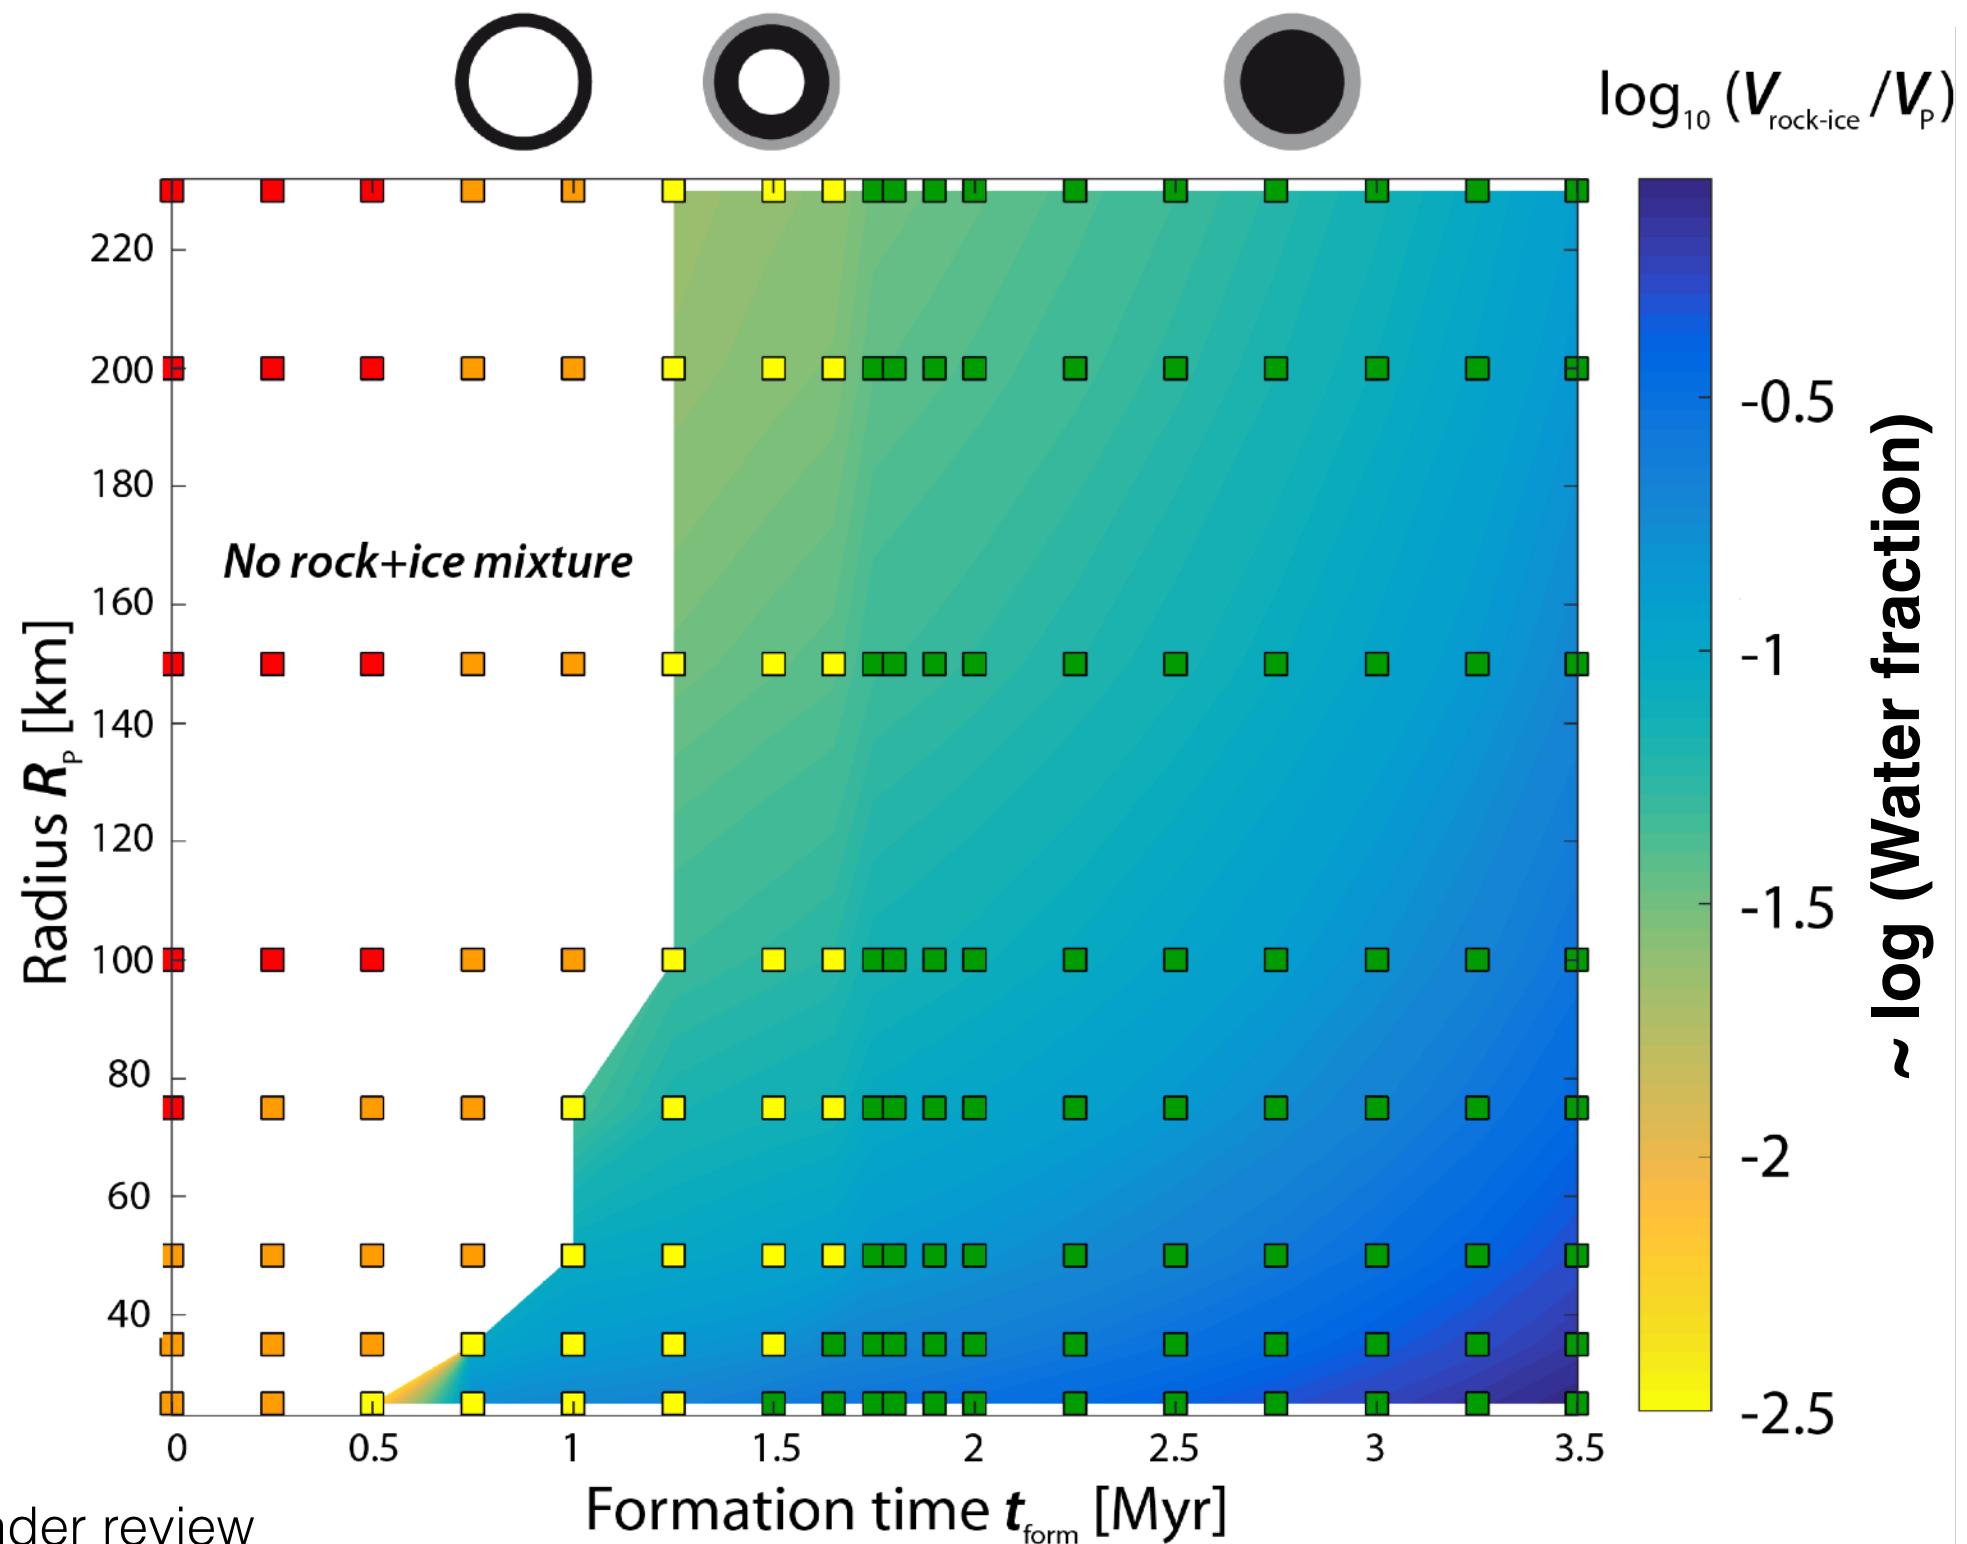 log10 (Vrock-ice /VP)
220
200
180
160
140
120
100
80
60
40
Radius RP [km]
No rock+ice mixture
0 0.5 1 1.5 2 2.5 3 3.5
Formation time tform [Myr]
-0.5
-1
-1.5
-2
-2.5
~ log (Water fraction)
under review